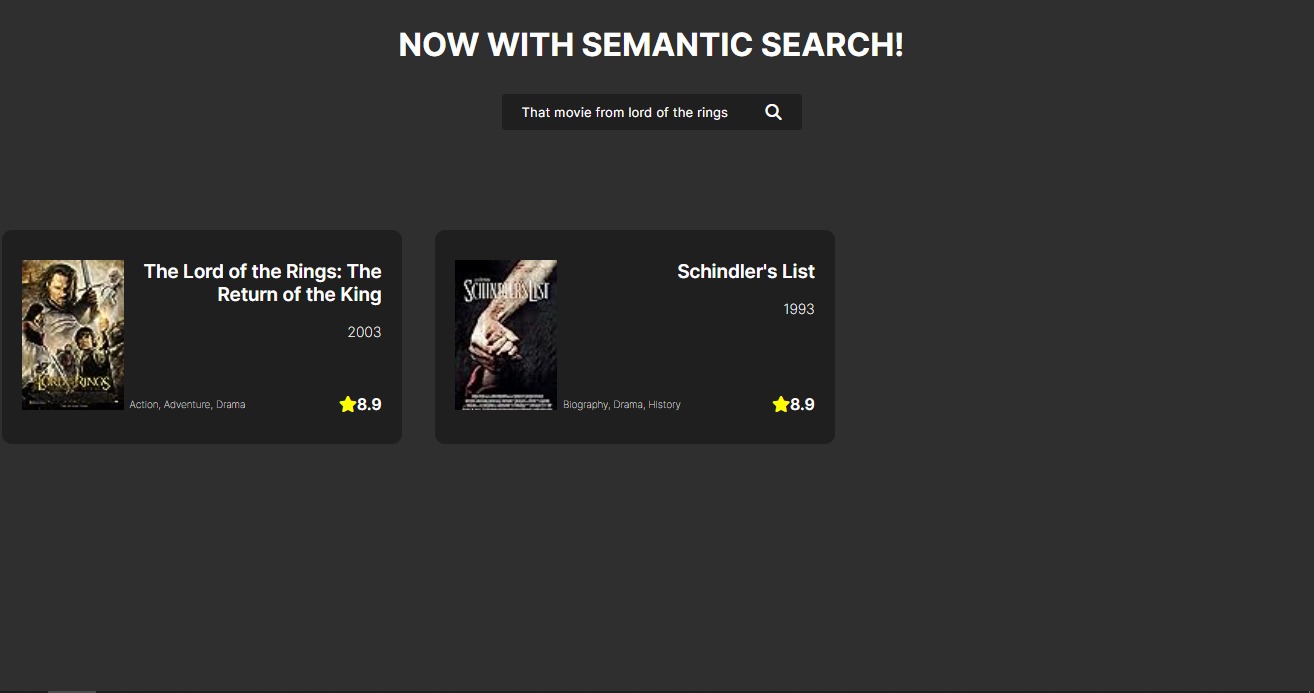 NOW WITH SEMANTIC SEARCH!
That movie from lord of the rings
The Lord of the Rings: The
Return of the King
2003
LORD OF THE RINGS
Action, Adventure, Drama
8.9
Schindler's List
1993
SCHINDLER'S LIST
Biography, Drama, History
8.9